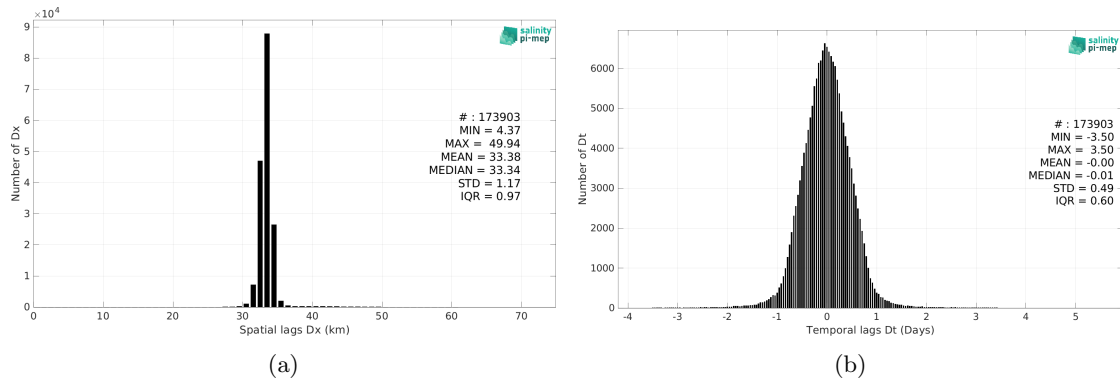 ×10⁴
9
8
7
6
5
4
3
2
1
0
Number of Dx
0 10 20 30 40 50 60 70
Spatial lags Dx (km)
salinity
pi-mep
# : 173903
MIN = 4.37
MAX = 49.94
MEAN = 33.38
MEDIAN = 33.34
STD = 1.17
IQR = 0.97
(a)
6000
5000
4000
3000
2000
1000
0
Number of Dt
-4 -3 -2 -1 0 1 2 3 4 5
Temporal lags Dt (Days)
salinity
pi-mep
# : 173903
MIN = -3.50
MAX = 3.50
MEAN = -0.00
MEDIAN = -0.01
STD = 0.49
IQR = 0.60
(b)